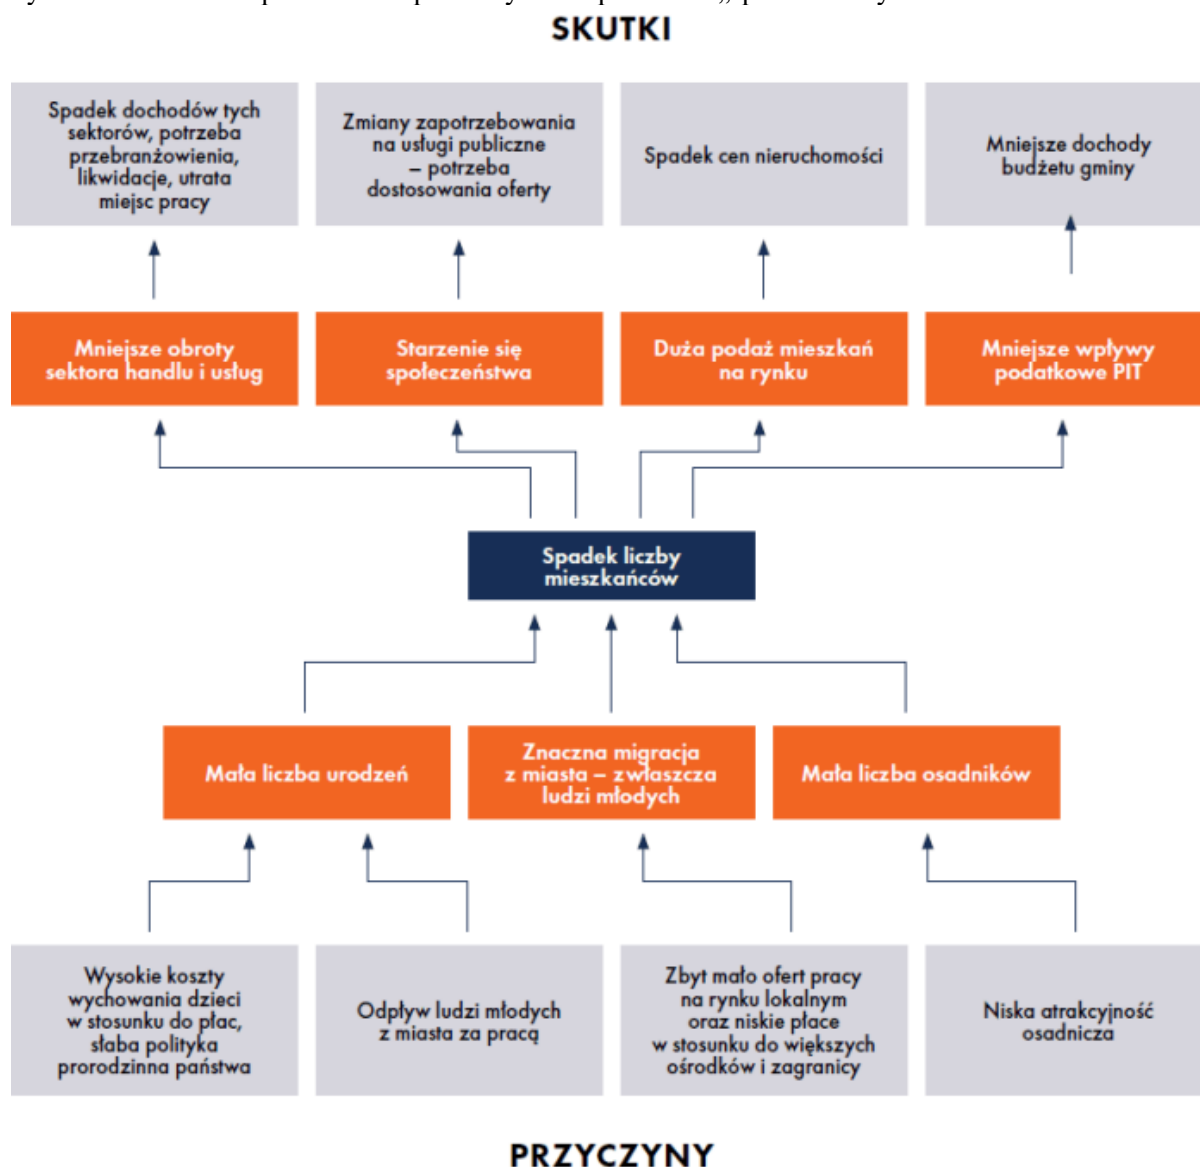 SKUTKI
Spadek dochodów tych
sektorów, potrzeba
przebranżowienia,
likwidacje, utrata
miejsc pracy
Zmiany zapotrzebowania
na usługi publiczne
– potrzeba
dostosowania oferty
Spadek cen nieruchomości
Mniejsze dochody
budżetu gminy
Mniejsze obroty
sektora handlu i usług
Starzenie się
społeczeństwa
Duża podaż mieszkań
na rynku
Mniejsze wpływy
podatkowe PIT
Spadek liczby
mieszkańców
Mała liczba urodzeń
Znaczna migracja
z miasta – zwłaszcza
ludzi młodych
Mała liczba osadników
Wysokie koszty
wychowania dzieci
w stosunku do płac,
słaba polityka
prorodzinna państwa
Odpływ ludzi młodych
z miasta za pracą
Zbyt mało ofert pracy
na rynku lokalnym
oraz niskie płace
w stosunku do większych
ośrodków i zagranicy
Niska atrakcyjność
osadnicza
PRZYCZYNY